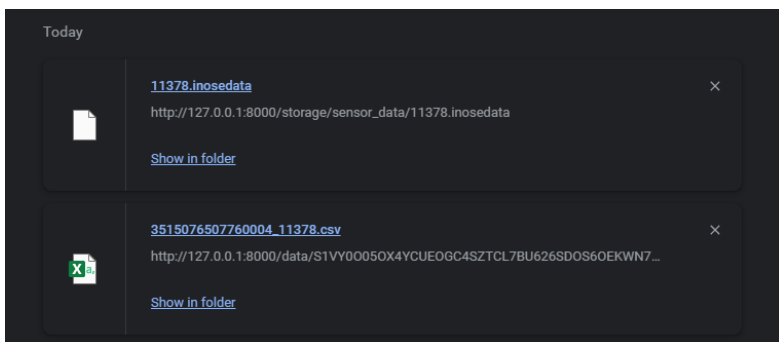 Today
11378.inosedata
http://127.0.0.1:8000/storage/sensor_data/11378.inosedata
Show in folder
3515076507760004_11378.csv
http://127.0.0.1:8000/data/S1VY0O05OX4YCUEOGC4SZTCL7BU626SDOS6OEKWN7…
Show in folder